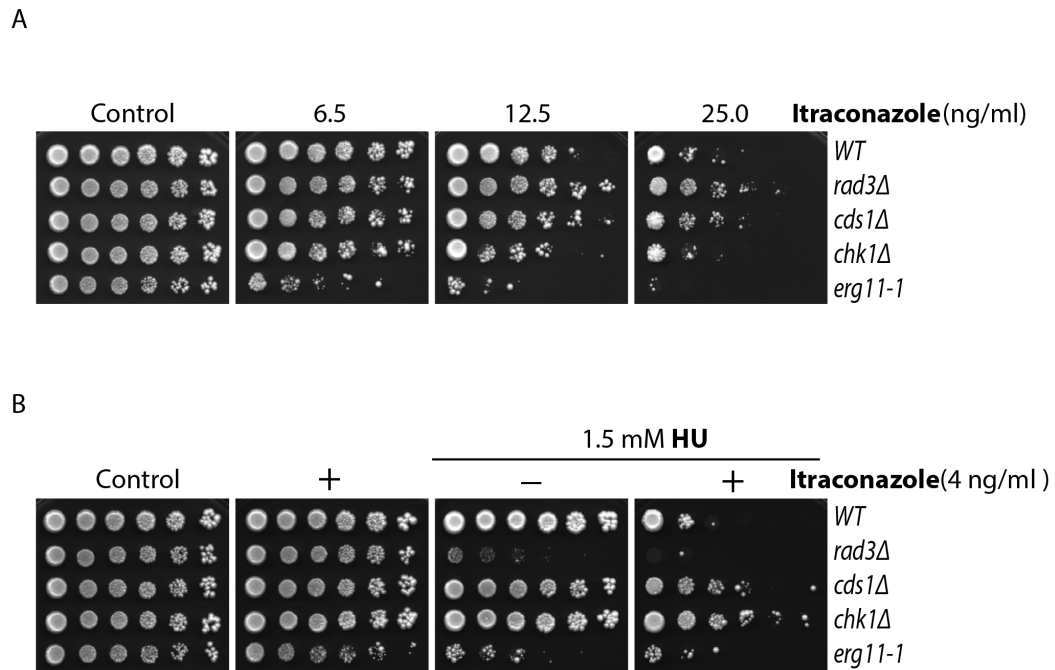 A
Control 6.5 12.5 25.0 Itraconazole(ng/ml)
WT
rad3Δ
cds1Δ
chk1Δ
erg11-1
B
1.5 mM HU
Control + − + Itraconazole(4 ng/ml )
WT
rad3Δ
cds1Δ
chk1Δ
erg11-1